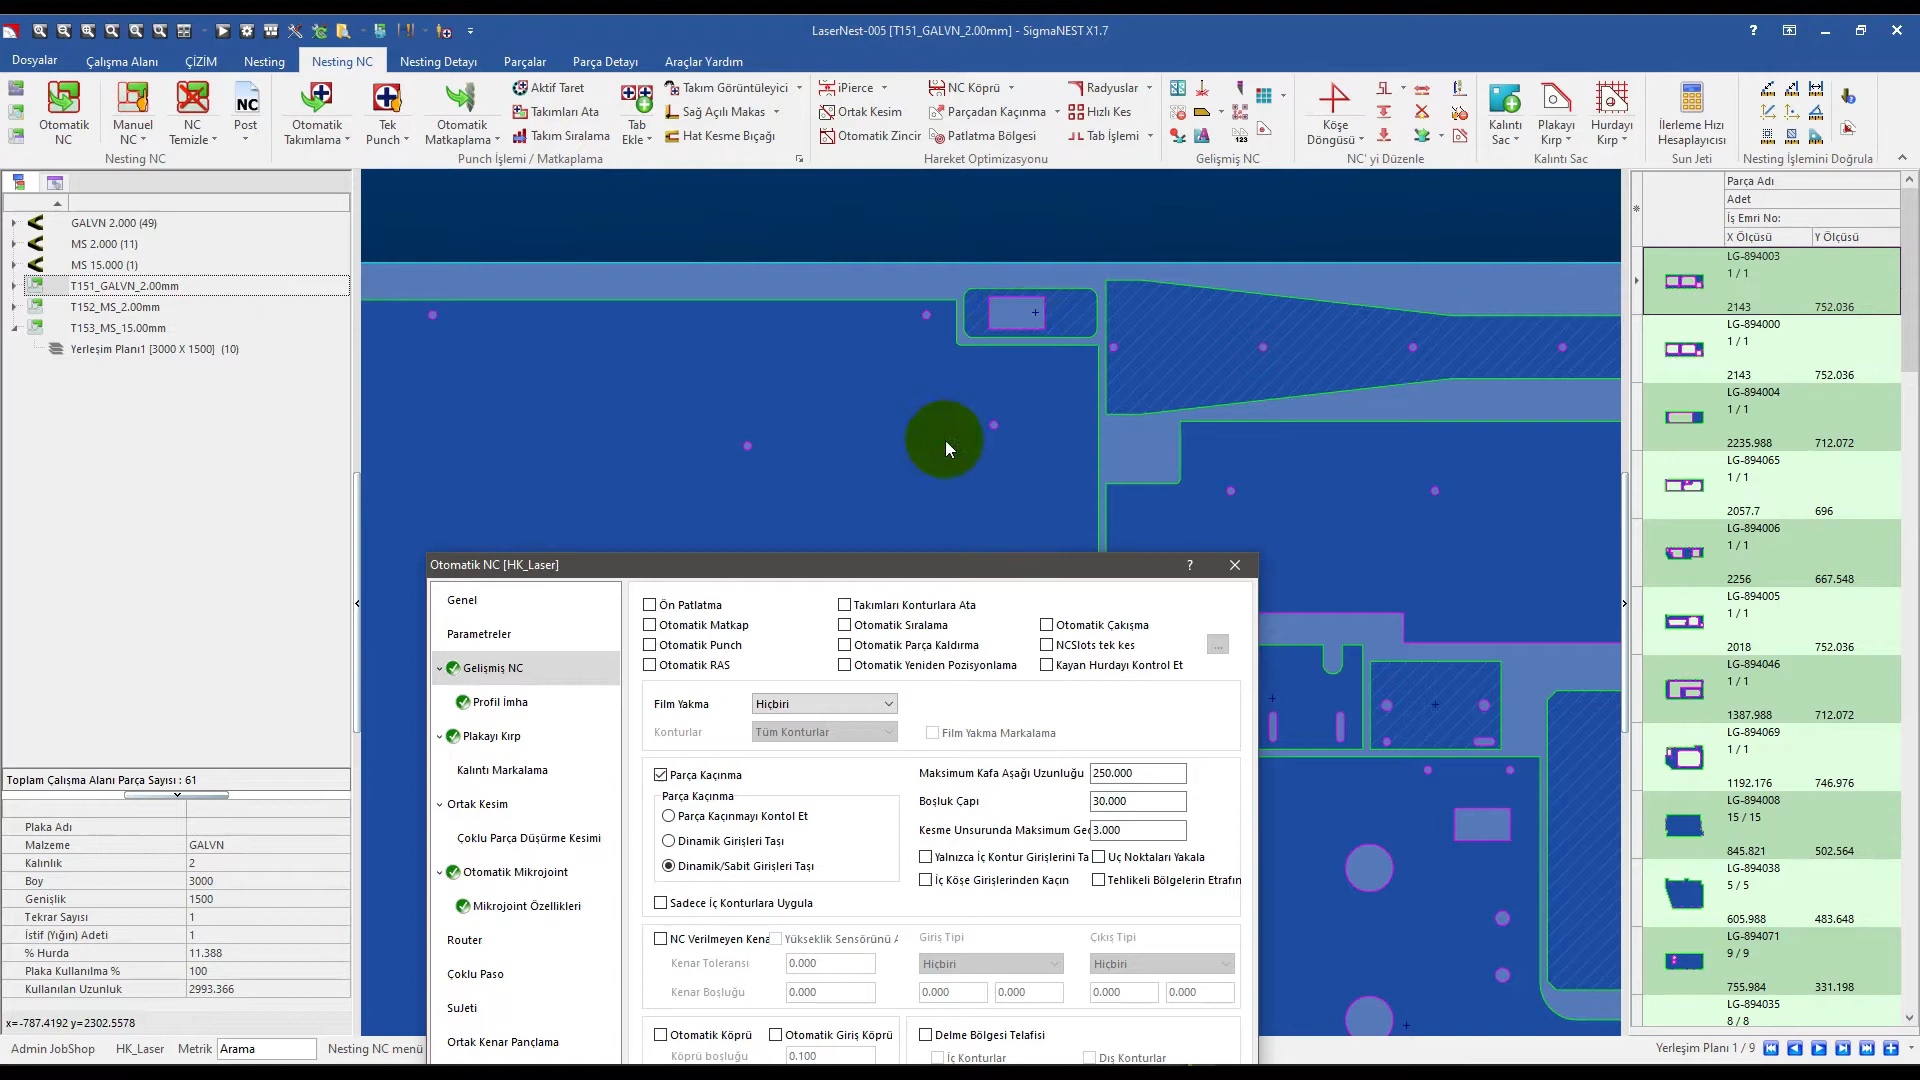 LaserNest-005 [T151_GALVN_2.00mm] - SigmaNEST X1.7
Dosyalar
Çalışma Alanı
ÇİZİM
Nesting
Nesting NC
Nesting Detayı
Parçalar
Parça Detayı
Araçlar Yardım
Otomatik NC
Manuel NC
NC Temizle
NC
Post
Nesting NC
Otomatik Takımlama
Tek Punch
Otomatik Matkaplama
Aktif Taret
Takımları Ata
Takım Sıralama
Tab Ekle
Takım Görüntüleyici
Sağ Açılı Makas
Hat Kesme Bıçağı
Punch İşlemi / Matkaplama
iPierce
Ortak Kesim
Otomatik Zincir
NC Köprü
Parçadan Kaçınma
Patlatma Bölgesi
Radyuslar
Hızlı Kes
Tab İşlemi
Hareket Optimizasyonu
123
Gelişmiş NC
Köşe Döngüsü
NC' yi Düzenle
Kalıntı Sac
Plakayı Kırp
Hurdayı Kırp
Kalıntı Sac
İlerleme Hızı Hesaplayıcısı
Sun Jeti
Nesting İşlemini Doğrula
GALVN 2.000 (49)
MS 2.000 (11)
MS 15.000 (1)
T151_GALVN_2.00mm
T152_MS_2.00mm
T153_MS_15.00mm
Yerleşim Planı1 [3000 X 1500] (10)
Toplam Çalışma Alanı Parça Sayısı : 61
Plaka Adı
Malzeme GALVN
Kalınlık 2
Boy 3000
Genişlik 1500
Tekrar Sayısı 1
İstif (Yığın) Adeti 1
% Hurda 11.388
Plaka Kullanılma % 100
Kullanılan Uzunluk 2993.366
x=-787.4192 y=2302.5578
Admin JobShop HK_Laser Metrik Arama Nesting NC menü
Otomatik NC [HK_Laser]
Genel
Parametreler
Gelişmiş NC
Profil İmha
Plakayı Kırp
Kalıntı Markalama
Ortak Kesim
Çoklu Parça Düşürme Kesimi
Otomatik Mikrojoint
Mikrojoint Özellikleri
Router
Çoklu Paso
SuJeti
Ortak Kenar Pançlama
Ön Patlatma Takımları Konturlara Ata
Otomatik Matkap Otomatik Sıralama Otomatik Çakışma
Otomatik Punch Otomatik Parça Kaldırma NCSlots tek kes ...
Otomatik RAS Otomatik Yeniden Pozisyonlama Kayan Hurdayı Kontrol Et
Film Yakma Hiçbiri
Konturlar Tüm Konturlar Film Yakma Markalama
Parça Kaçınma
Parça Kaçınma
Parça Kaçınmayı Kontol Et
Dinamik Girişleri Taşı
Dinamik/Sabit Girişleri Taşı
Sadece İç Konturlara Uygula
Maksimum Kafa Aşağı Uzunluğu 250.000
Boşluk Çapı 30.000
Kesme Unsurunda Maksimum Geç 3.000
Yalnızca İç Kontur Girişlerini Ta Uç Noktaları Yakala
İç Köşe Girişlerinden Kaçın Tehlikeli Bölgelerin Etrafın
NC Verilmeyen Kena Yükseklik Sensörünü A Giriş Tipi Çıkış Tipi
Kenar Toleransı 0.000 Hiçbiri Hiçbiri
Kenar Boşluğu 0.000 0.000 0.000 0.000 0.000
Otomatik Köprü Otomatik Giriş Köprü Delme Bölgesi Telafisi
Köprü boşluğu 0.100 İç Konturlar Dış Konturlar
Parça Adı
Adet
İş Emri No:
X Ölçüsü Y Ölçüsü
LG-894003
1 / 1
2143 752.036
LG-894000
1 / 1
2143 752.036
LG-894004
1 / 1
2235.988 712.072
LG-894065
1 / 1
2057.7 696
LG-894006
1 / 1
2256 667.548
LG-894005
1 / 1
2018 752.036
LG-894046
1 / 1
1387.988 712.072
LG-894069
1 / 1
1192.176 746.976
LG-894008
15 / 15
845.821 502.564
LG-894038
5 / 5
605.988 483.648
LG-894071
9 / 9
755.984 331.198
LG-894035
8 / 8
Yerleşim Planı 1 / 9